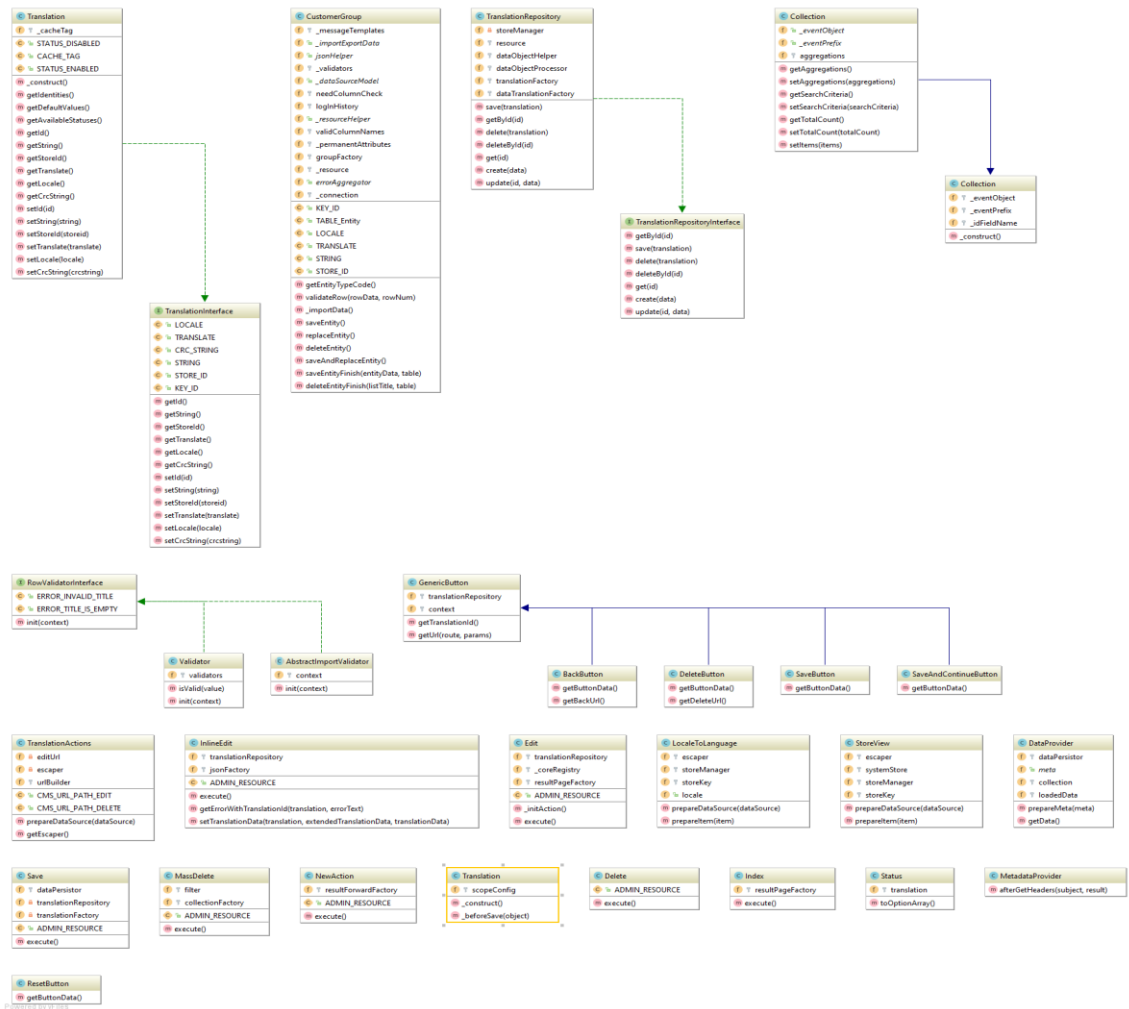 Translation
_cacheTag
STATUS_DISABLED
CACHE_TAG
STATUS_ENABLED
_construct()
getIdentities()
getDefaultValues()
getAvailableStatuses()
getId()
getString()
getStoreId()
getTranslate()
getLocale()
getCrcString()
setId(id)
setString(string)
setStoreId(storeid)
setTranslate(translate)
setLocale(locale)
setCrcString(crcstring)
CustomerGroup
_messageTemplates
_importExportData
jsonHelper
_validators
_dataSourceModel
needColumnCheck
logInHistory
_resourceHelper
validColumnNames
_permanentAttributes
groupFactory
_resource
errorAggregator
_connection
KEY_ID
TABLE_Entity
LOCALE
TRANSLATE
STRING
STORE_ID
getEntityTypeCode()
validateRow(rowData, rowNum)
_importData()
saveEntity()
replaceEntity()
deleteEntity()
saveAndReplaceEntity()
saveEntityFinish(entityData, table)
deleteEntityFinish(listTitle, table)
TranslationRepository
storeManager
resource
dataObjectHelper
dataObjectProcessor
translationFactory
dataTranslationFactory
save(translation)
getById(id)
delete(translation)
deleteById(id)
get(id)
create(data)
update(id, data)
Collection
_eventObject
_eventPrefix
aggregations
getAggregations()
setAggregations(aggregations)
getSearchCriteria()
setSearchCriteria(searchCriteria)
getTotalCount()
setTotalCount(totalCount)
setItems(items)
Collection
_eventObject
_eventPrefix
_idFieldName
_construct()
TranslationRepositoryInterface
getById(id)
save(translation)
delete(translation)
deleteById(id)
get(id)
create(data)
update(id, data)
TranslationInterface
LOCALE
TRANSLATE
CRC_STRING
STRING
STORE_ID
KEY_ID
getId()
getString()
getStoreId()
getTranslate()
getLocale()
getCrcString()
setId(id)
setString(string)
setStoreId(storeid)
setTranslate(translate)
setLocale(locale)
setCrcString(crcstring)
RowValidatorInterface
ERROR_INVALID_TITLE
ERROR_TITLE_IS_EMPTY
init(context)
GenericButton
translationRepository
context
getTranslationId()
getUrl(route, params)
Validator
validators
isValid(value)
init(context)
AbstractImportValidator
context
init(context)
BackButton
getButtonData()
getBackUrl()
DeleteButton
getButtonData()
getDeleteUrl()
SaveButton
getButtonData()
SaveAndContinueButton
getButtonData()
TranslationActions
editUrl
escaper
urlBuilder
CMS_URL_PATH_EDIT
CMS_URL_PATH_DELETE
prepareDataSource(dataSource)
getEscaper()
InlineEdit
translationRepository
jsonFactory
ADMIN_RESOURCE
execute()
getErrorWithTranslationId(translation, errorText)
setTranslationData(translation, extendedTranslationData, translationData)
Edit
translationRepository
_coreRegistry
resultPageFactory
ADMIN_RESOURCE
_initAction()
execute()
LocaleToLanguage
escaper
storeManager
storeKey
locale
prepareDataSource(dataSource)
prepareItem(item)
StoreView
escaper
systemStore
storeManager
storeKey
prepareDataSource(dataSource)
prepareItem(item)
DataProvider
dataPersistor
meta
collection
loadedData
prepareMeta(meta)
getData()
Save
dataPersistor
translationRepository
translationFactory
ADMIN_RESOURCE
execute()
MassDelete
filter
collectionFactory
ADMIN_RESOURCE
execute()
NewAction
resultForwardFactory
ADMIN_RESOURCE
execute()
Translation
scopeConfig
_construct()
_beforeSave(object)
Delete
ADMIN_RESOURCE
execute()
Index
resultPageFactory
execute()
Status
translation
toOptionArray()
MetadataProvider
afterGetHeaders(subject, result)
ResetButton
getButtonData()
Powered by yFiles